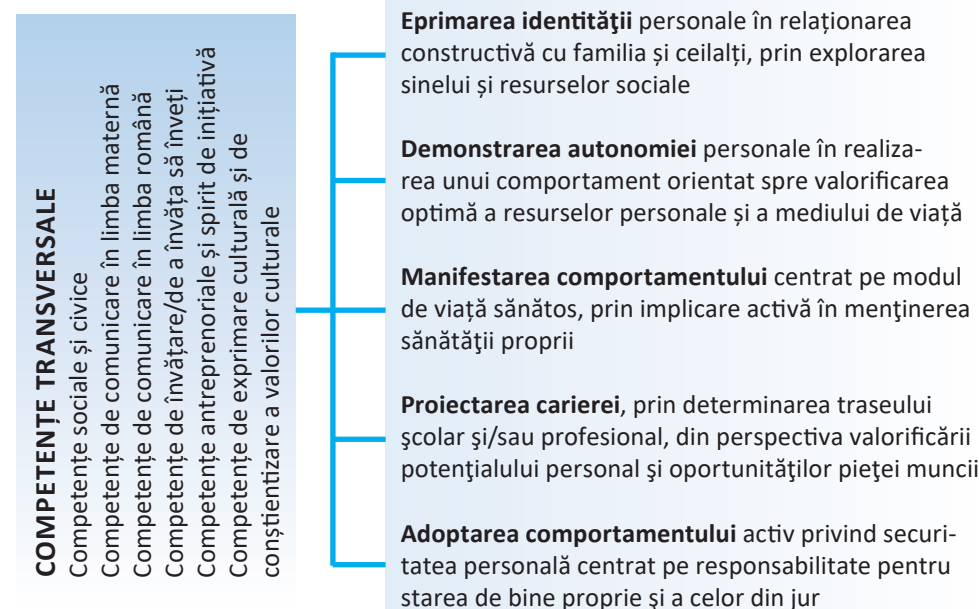 COMPETENȚE TRANSVERSALE
Competențe sociale și civice
Competențe de comunicare în limba maternă
Competențe de comunicare în limba română
Competențe de învățare/de a învăța să înveți
Competențe antreprenoriale și spirit de inițiativă
Competențe de exprimare culturală și de
conștientizare a valorilor culturale
Eprimarea identităţii personale în relaționarea
constructivă cu familia și ceilalți, prin explorarea
sinelui și resurselor sociale
Demonstrarea autonomiei personale în realiza-
rea unui comportament orientat spre valorificarea
optimă a resurselor personale și a mediului de viață
Manifestarea comportamentului centrat pe modul
de viață sănătos, prin implicare activă în menţinerea
sănătăţii proprii
Proiectarea carierei, prin determinarea traseului
şcolar şi/sau profesional, din perspectiva valorificării
potenţialului personal şi oportunităţilor pieţei muncii
Adoptarea comportamentului activ privind securi-
tatea personală centrat pe responsabilitate pentru
starea de bine proprie şi a celor din jur